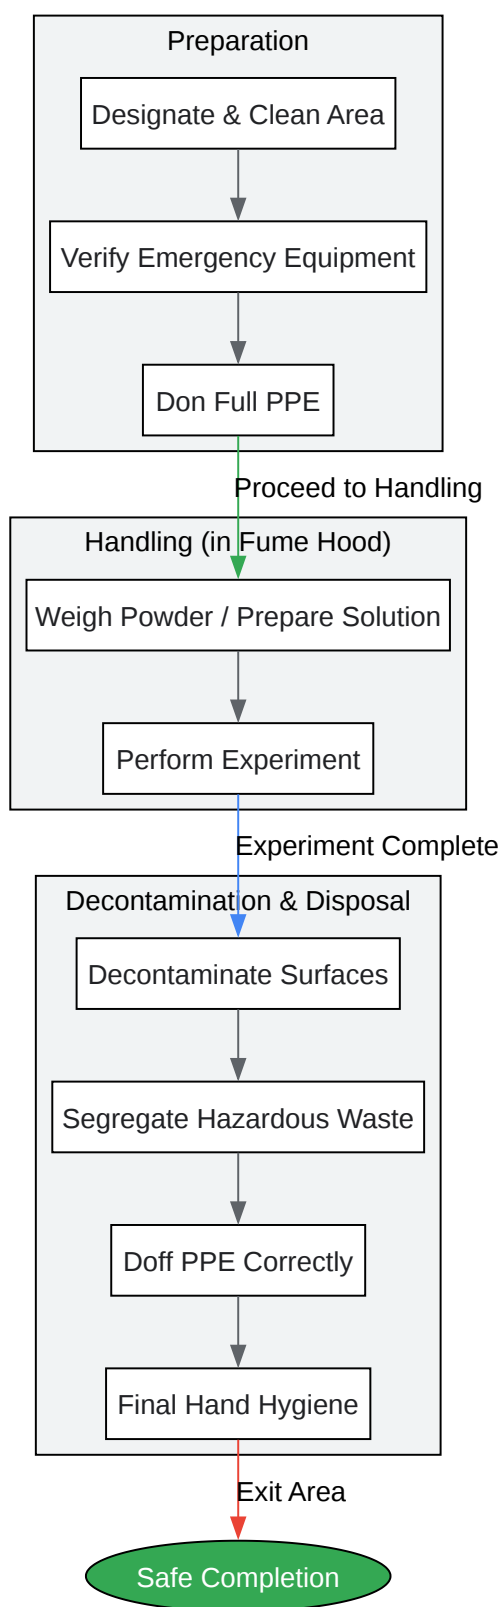 Preparation
Designate & Clean Area
Verify Emergency Equipment
Don Full PPE
Proceed to Handling
Handling (in Fume Hood)
Weigh Powder / Prepare Solution
Perform Experiment
Experiment Complete
Decontamination & Disposal
Decontaminate Surfaces
Segregate Hazardous Waste
Doff PPE Correctly
Final Hand Hygiene
Exit Area
Safe Completion